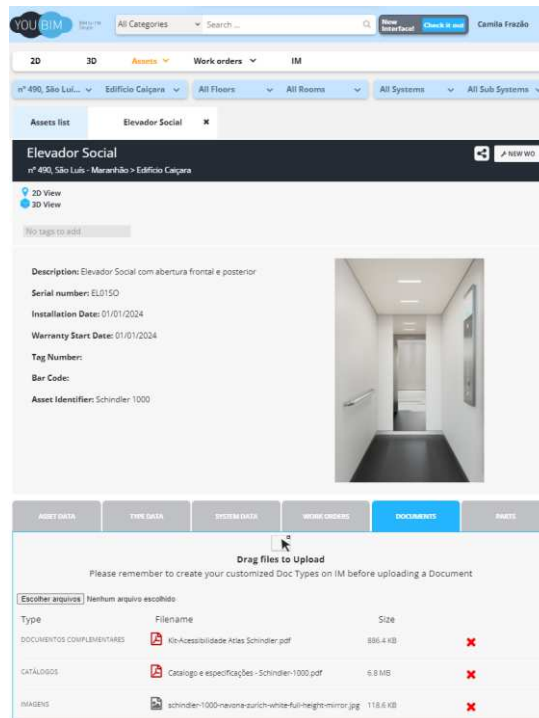 YOU BIM
All Categories
Search ...
New Interface!
Check it out
Camila Frazão
2D 3D Assets Work orders IM
nº 490, São Luí... Edifício Caiçara All Floors All Rooms All Systems All Sub Systems
Assets list Elevador Social
Elevador Social
NEW WO
nº 490, São Luís - Maranhão > Edifício Caiçara
2D View
3D View
No tags to add
Description: Elevador Social com abertura frontal e posterior
Serial number: EL01SO
Installation Date: 01/01/2024
Warranty Start Date: 01/01/2024
Tag Number:
Bar Code:
Asset Identifier: Schindler 1000
ASSET DATA TYPE DATA SYSTEM DATA WORK ORDERS DOCUMENTS PARTS
Drag files to Upload
Please remember to create your customized Doc Types on IM before uploading a Document
Escolher arquivos Nenhum arquivo escolhido
Type Filename Size
DOCUMENTOS COMPLEMENTARES Kit-Acessibilidade Atlas Schindler.pdf 886.4 KB
CATÁLOGOS Catalogo e especificações - Schindler-1000.pdf 6.8 MB
IMAGENS schindler-1000-navona-zurich-white-full-height-mirror.jpg 118.6 KB